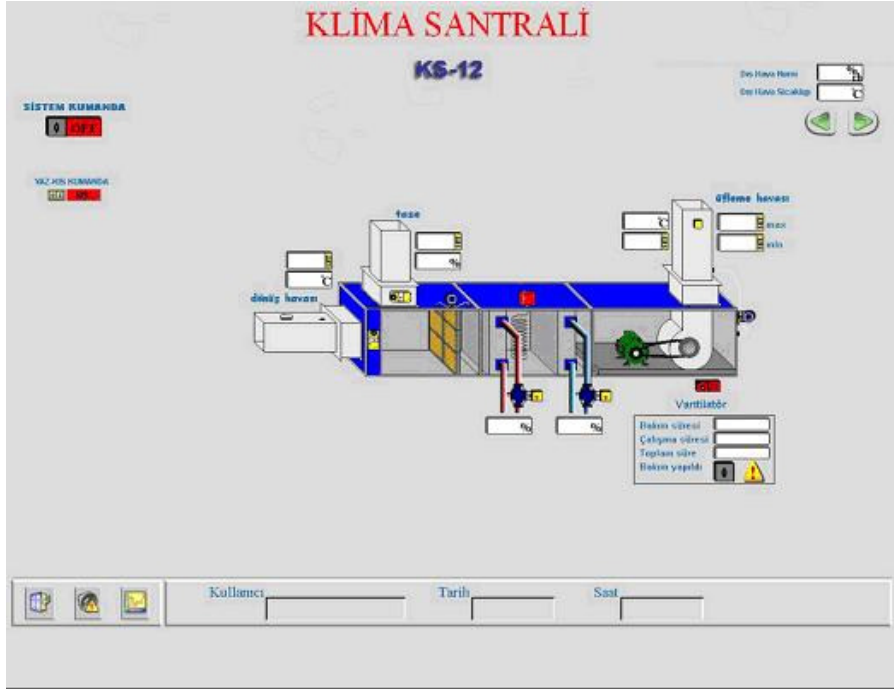 KLİMA SANTRALİ
KS-12
Dış Hava Nemi %
Dış Hava Sıcaklığı °C
SİSTEM KUMANDA
0 OFF
YAZ-KIS KUMANDA
üfleme havası
taze
°C
max
min
%
°C
dönüş havası
% %
Vantilatör
Bakım süresi
Çalışma süresi
Toplam süre
Bakım yapıldı 0
Kullanıcı Tarih Saat